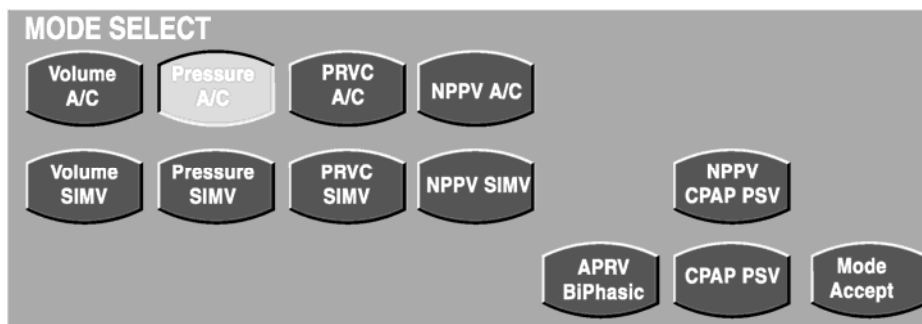 MODE SELECT
Volume
A/C
Pressure
A/C
PRVC
A/C
NPPV A/C
Volume
SIMV
Pressure
SIMV
PRVC
SIMV
NPPV SIMV
NPPV
CPAP PSV
APRV
BiPhasic
CPAP PSV
Mode
Accept